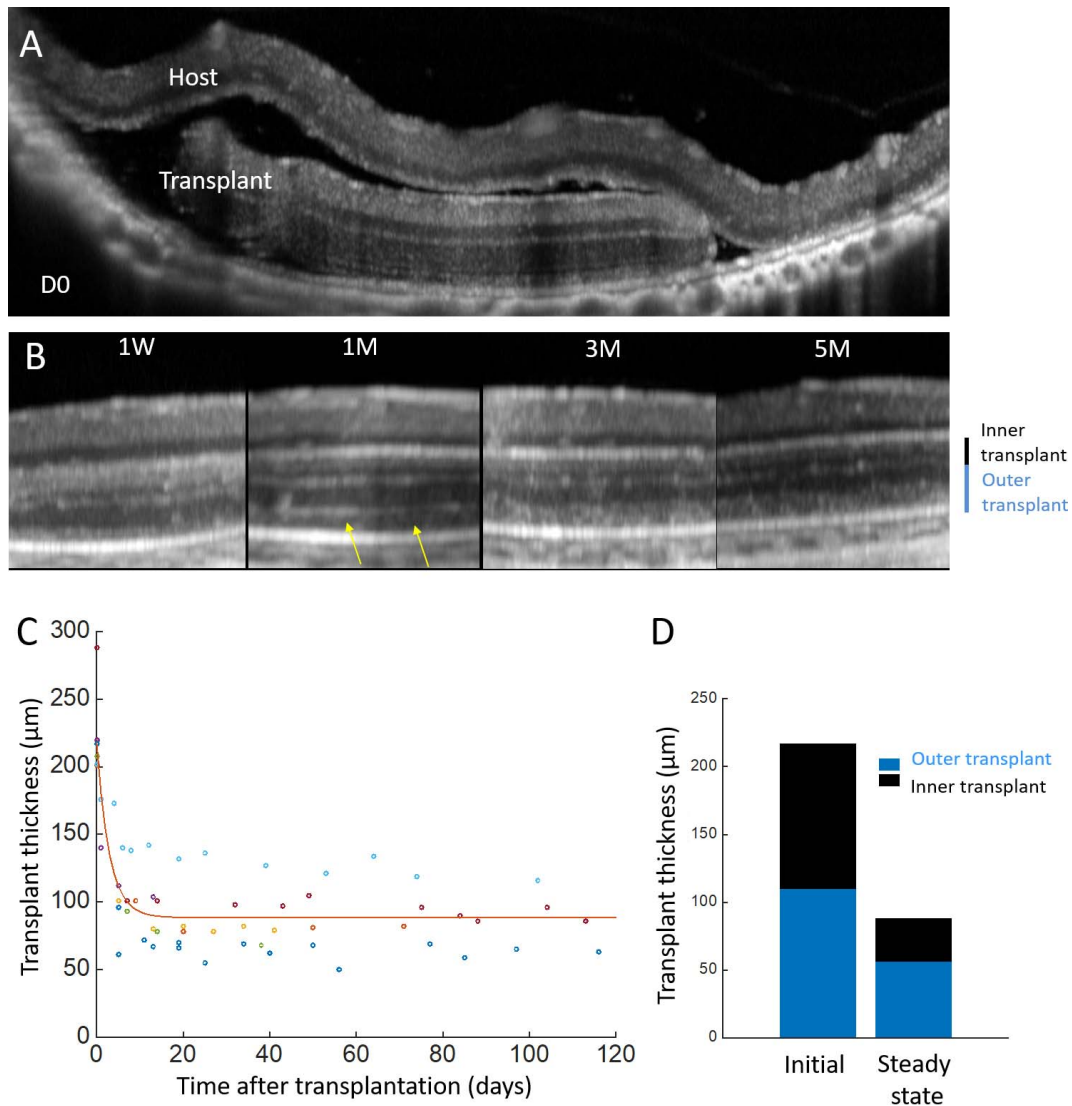 A
Host
Transplant
D0
B
1W
1M
3M
5M
Inner
transplant
Outer
transplant
C
300
250
200
150
100
50
0
0
20
40
60
80
100
120
Transplant thickness (µm)
Time after transplantation (days)
D
250
200
150
100
50
0
Transplant thickness (µm)
Outer transplant
Inner transplant
Initial
Steady
state